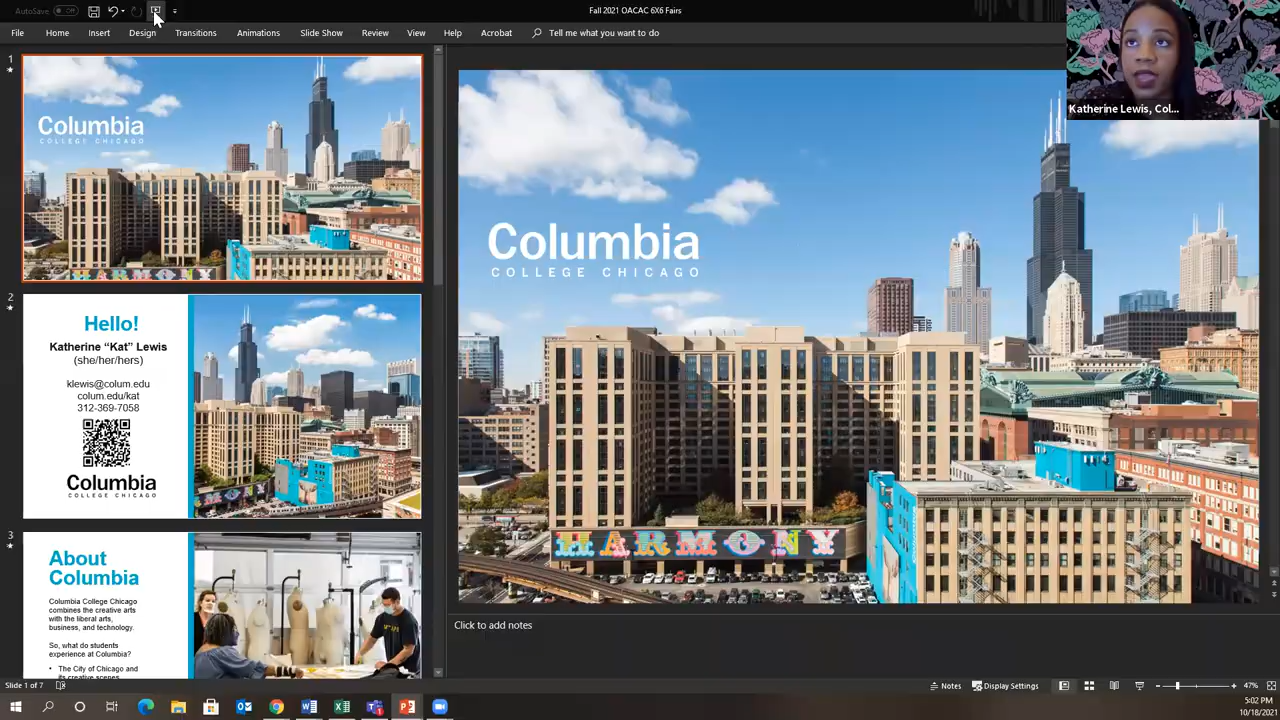 AutoSave
Off
Fall 2021 OACAC 6X6 Fairs
File
Home
Insert
Design
Transitions
Animations
Slide Show
Review
View
Help
Acrobat
Tell me what you want to do
Katherine Lewis, Col...
1
Columbia
COLLEGE CHICAGO
HARMONY
2
Hello!
Katherine “Kat” Lewis
(she/her/hers)
klewis@colum.edu
colum.edu/kat
312-369-7058
Columbia
COLLEGE CHICAGO
3
About
Columbia
Columbia College Chicago
combines the creative arts
with the liberal arts,
business, and technology.
So, what do students
experience at Columbia?
• The City of Chicago and
its creative scenes
Columbia
COLLEGE CHICAGO
HARMONY
Click to add notes
Slide 1 of 7
Notes
Display Settings
47%
5:02 PM
10/18/2021